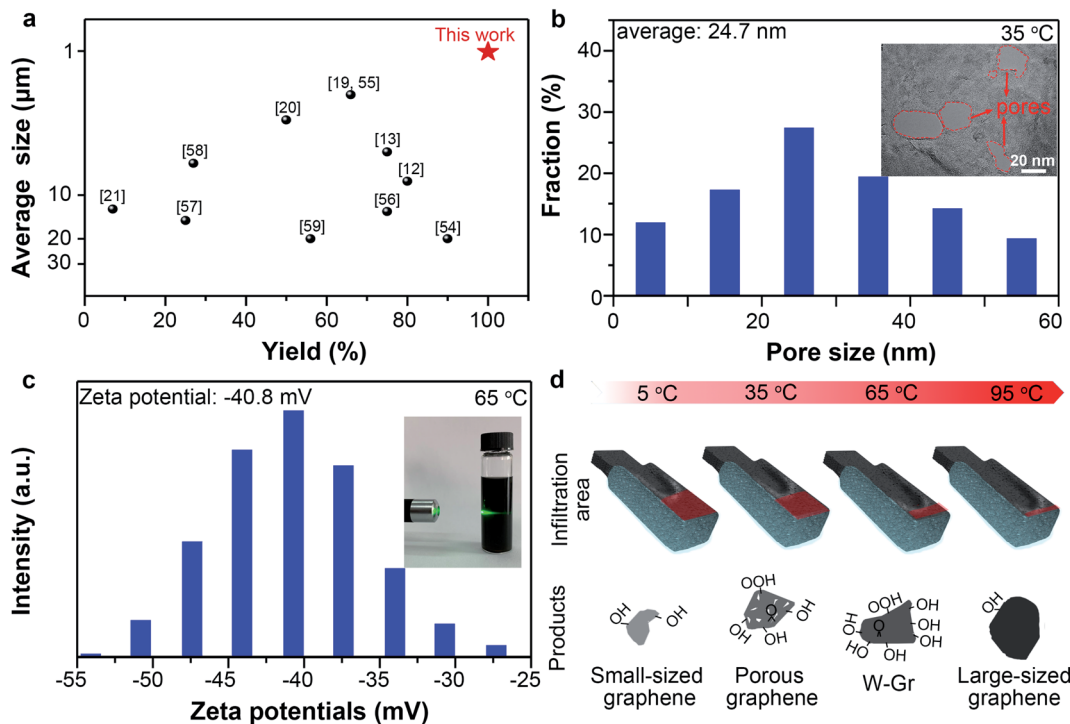 a
This work
1
[19, 55]
[20]
[13]
[58]
[12]
10
[21]
[57]
[56]
[59]
[54]
20
30
0
20
40
60
80
100
Average size (μm)
Yield (%)
b
average: 24.7 nm
35 °C
40
30
20
10
0
pores
20 nm
0
20
40
60
Fraction (%)
Pore size (nm)
c
Zeta potential: -40.8 mV
65 °C
-55
-50
-45
-40
-35
-30
-25
Intensity (a.u.)
Zeta potentials (mV)
d
5 °C
35 °C
65 °C
95 °C
Infiltration
area
Products
OH
OH
OOH
O
OH
OH
OH
OOH
OH
O
OH
OH
HO
OH
OH
OH
Small-sized
graphene
Porous
graphene
W-Gr
Large-sized
graphene